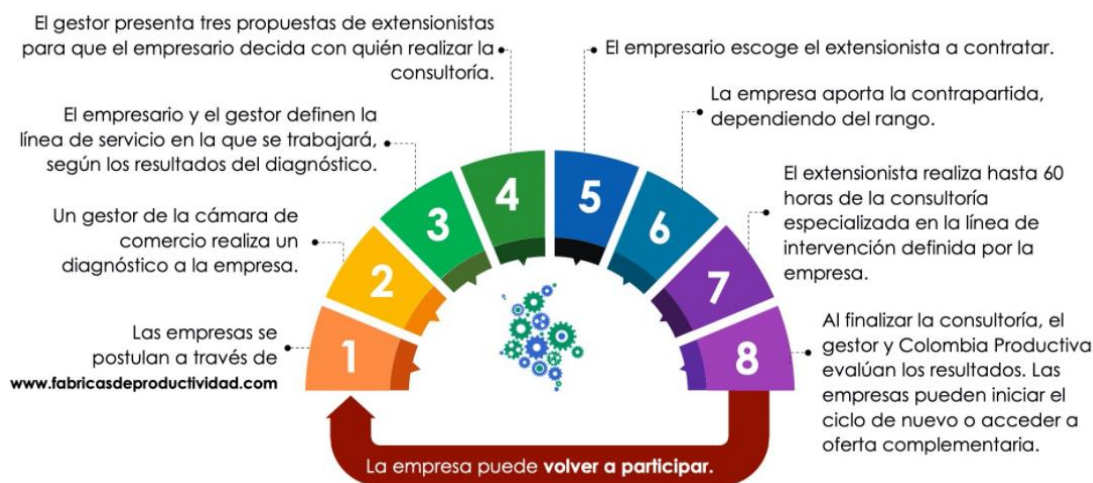 1
Las empresas se
postulan a través de
www.fabricasdeproductividad.com
2
Un gestor de la cámara de
comercio realiza un
diagnóstico a la empresa.
3
El empresario y el gestor definen la
línea de servicio en la que se trabajará,
según los resultados del diagnóstico.
4
El gestor presenta tres propuestas de extensionistas
para que el empresario decida con quién realizar la
consultoría.
5
El empresario escoge el extensionista a contratar.
6
La empresa aporta la contrapartida,
dependiendo del rango.
7
El extensionista realiza hasta 60
horas de la consultoría
especializada en la línea de
intervención definida por la
empresa.
8
Al finalizar la consultoría, el
gestor y Colombia Productiva
evalúan los resultados. Las
empresas pueden iniciar el
ciclo de nuevo o acceder a
oferta complementaria.
La empresa puede volver a participar.